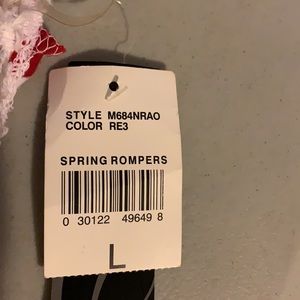 STYLE M684NRAO
COLOR RE3
SPRING ROMPERS
0 30122 49649 8
L